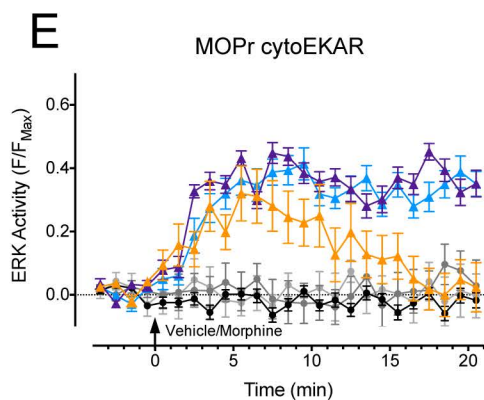 E
MOPr cytoEKAR
ERK Activity (F/F_Max)
0.6
0.4
0.2
0.0
Vehicle/Morphine
0 5 10 15 20
Time (min)